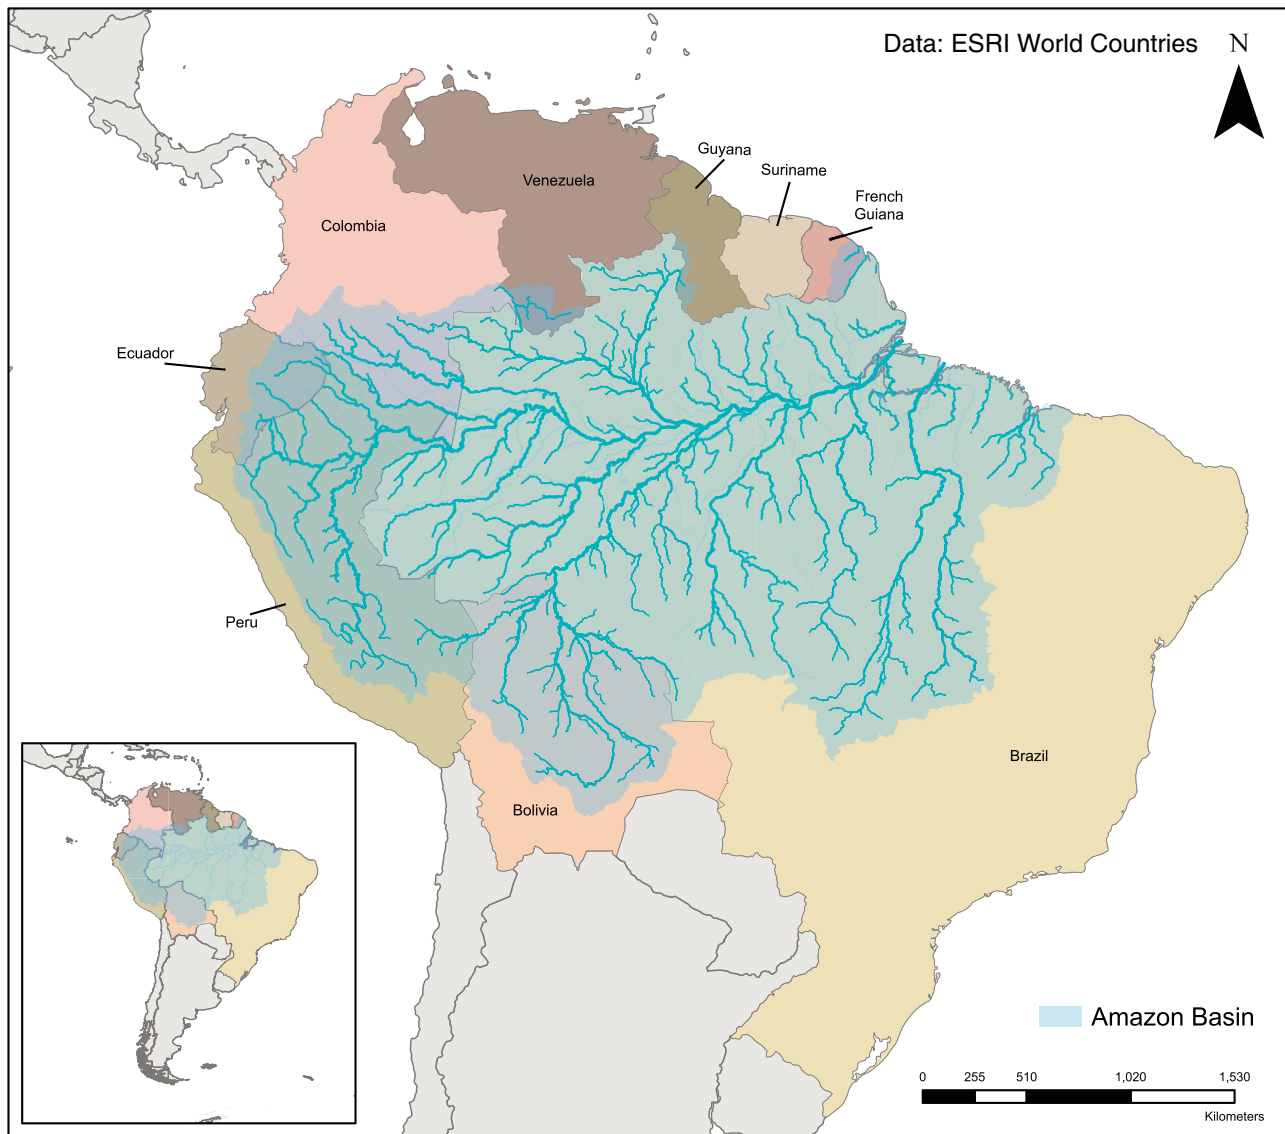 Data: ESRI World Countries
N
Guyana
Suriname
French
Guiana
Venezuela
Colombia
Ecuador
Peru
Brazil
Bolivia
Amazon Basin
0 255 510 1,020 1,530
Kilometers